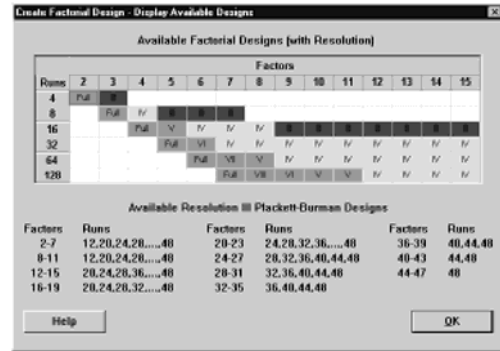 Create Factorial Design - Display Available Designs
Available Factorial Designs (with Resolution)
Factors
Runs 2 3 4 5 6 7 8 9 10 11 12 13 14 15
4 Full III
8 Full IV III III III
16 Full V IV IV IV III III III III III III III
32 Full VI IV IV IV IV IV IV IV IV IV
64 Full VII V IV IV IV IV IV IV IV
128 Full VIII VI V V IV IV IV IV
Available Resolution III Plackett-Burman Designs
Factors Runs Factors Runs Factors Runs
2-7 12,20,24,28,...,48 20-23 24,28,32,36,...,48 36-39 40,44,48
8-11 12,20,24,28,...,48 24-27 28,32,36,40,44,48 40-43 44,48
12-15 20,24,28,36,...,48 28-31 32,36,40,44,48 44-47 48
16-19 20,24,28,32,...,48 32-35 36,40,44,48
Help OK